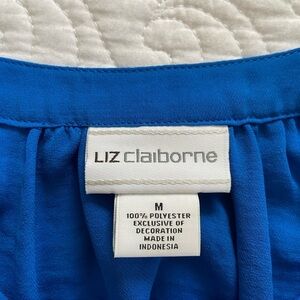 LIZ claiborne
M
100% POLYESTER
EXCLUSIVE OF
DECORATION
MADE IN
INDONESIA